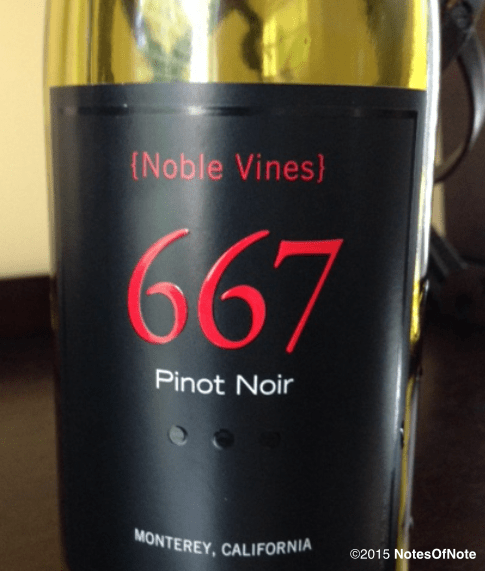 {Noble Vines}
667
Pinot Noir
MONTEREY, CALIFORNIA
©2015 NotesOfNote